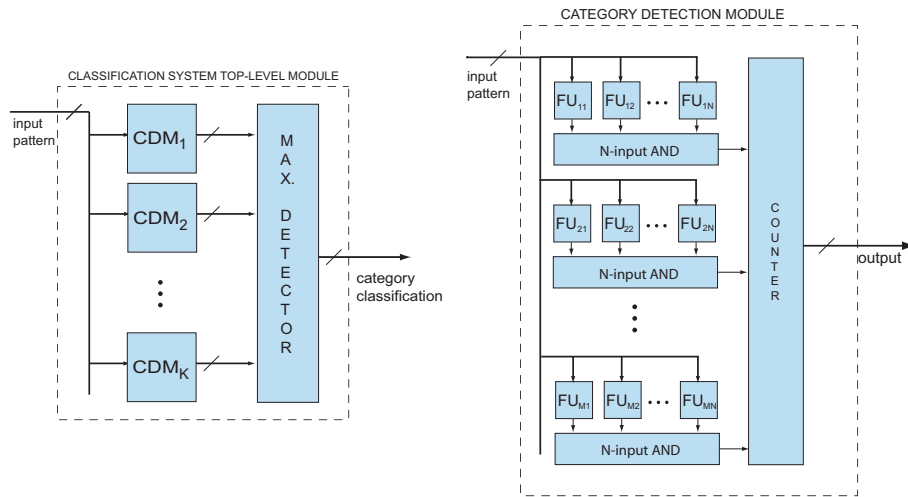 CLASSIFICATION SYSTEM TOP-LEVEL MODULE
input
pattern
CDM1
CDM2
CDMK
MAX. DETECTOR
category
classification
CATEGORY DETECTION MODULE
input
pattern
FU11 FU12 ••• FU1N
N-input AND
FU21 FU22 ••• FU2N
N-input AND
FUM1 FUM2 ••• FUMN
N-input AND
COUNTER
output